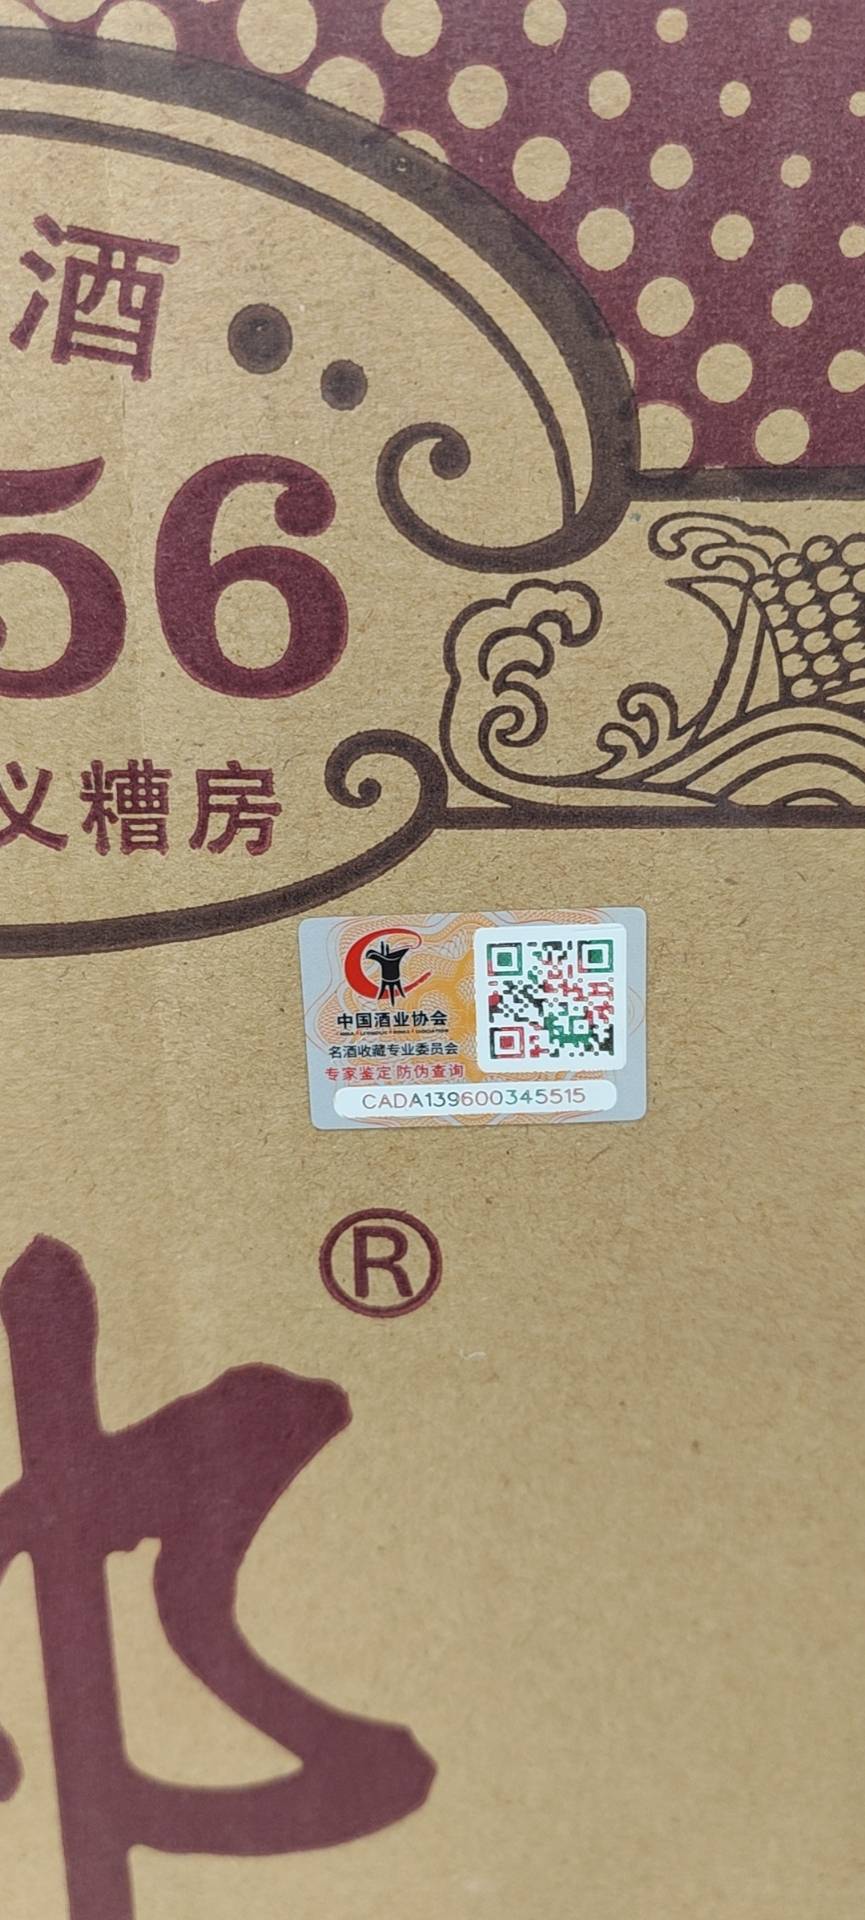 酒
56
义糟房
中国酒业协会
名酒收藏专业委员会
专家鉴定 防伪查询
CADA139600345515
®